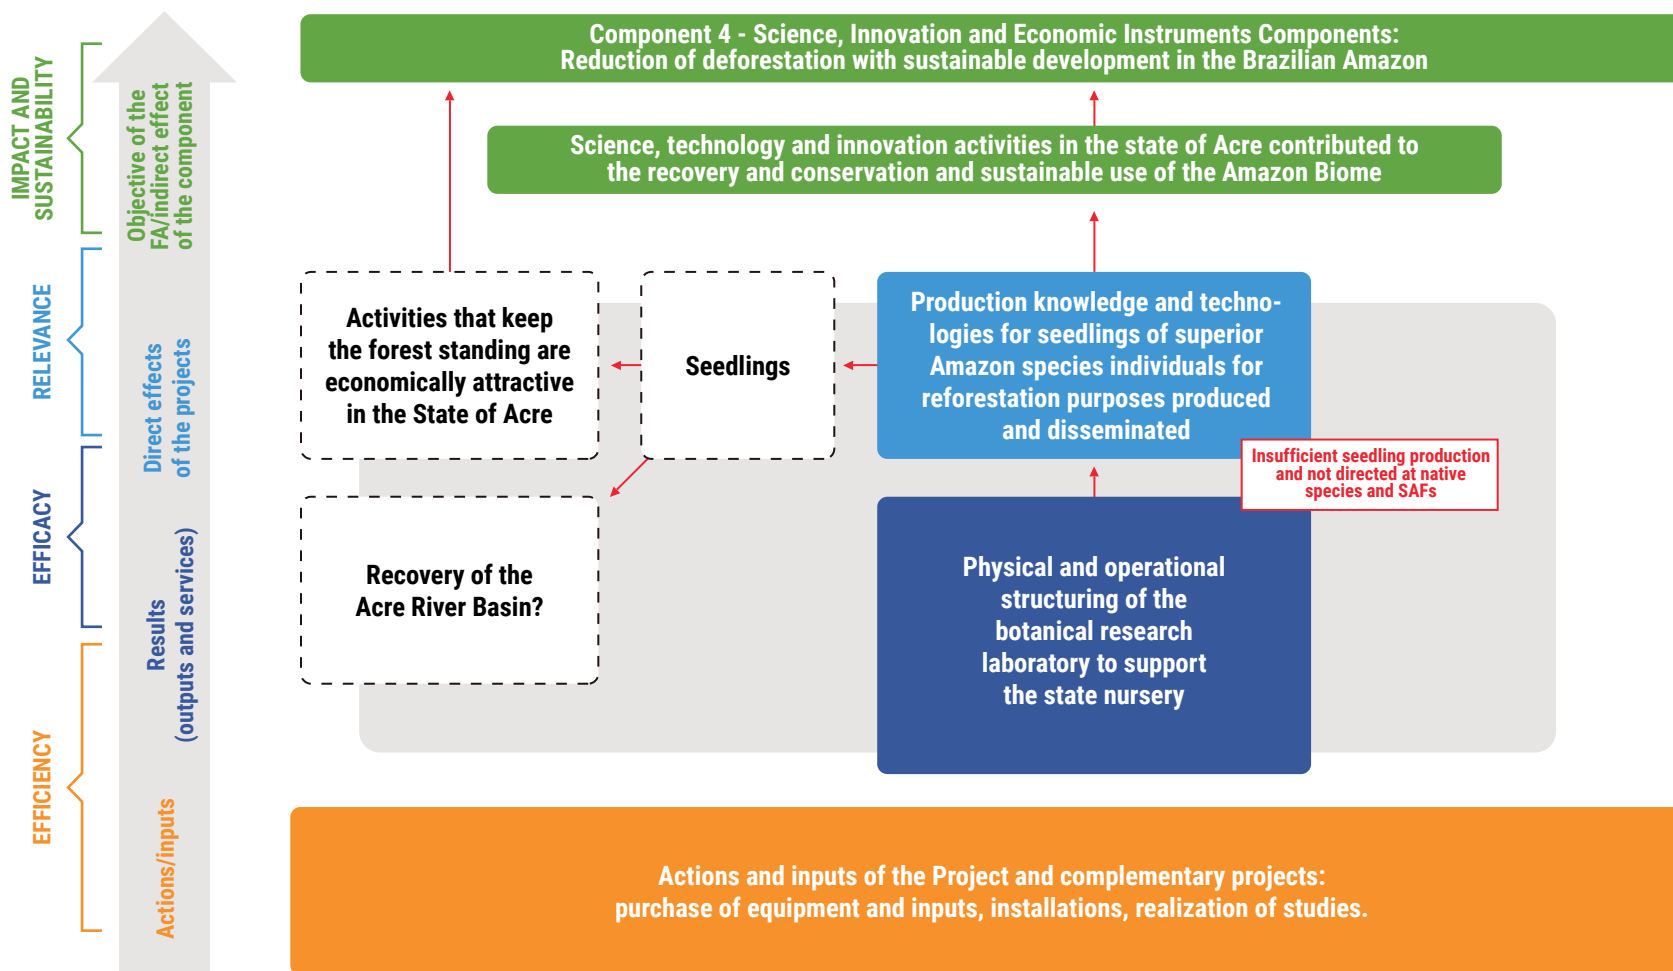 Component 4 - Science, Innovation and Economic Instruments Components:
Reduction of deforestation with sustainable development in the Brazilian Amazon
Science, technology and innovation activities in the state of Acre contributed to
the recovery and conservation and sustainable use of the Amazon Biome
IMPACT AND
SUSTAINABILITY
Objective of the
FA/indirect effect
of the component
RELEVANCE
Direct effects
of the projects
Activities that keep
the forest standing are
economically attractive
in the State of Acre
Seedlings
Production knowledge and techno-
logies for seedlings of superior
Amazon species individuals for
reforestation purposes produced
and disseminated
Insufficient seedling production
and not directed at native
species and SAFs
EFFICACY
Results
(outputs and services)
Recovery of the
Acre River Basin?
Physical and operational
structuring of the
botanical research
laboratory to support
the state nursery
EFFICIENCY
Actions/inputs
Actions and inputs of the Project and complementary projects:
purchase of equipment and inputs, installations, realization of studies.